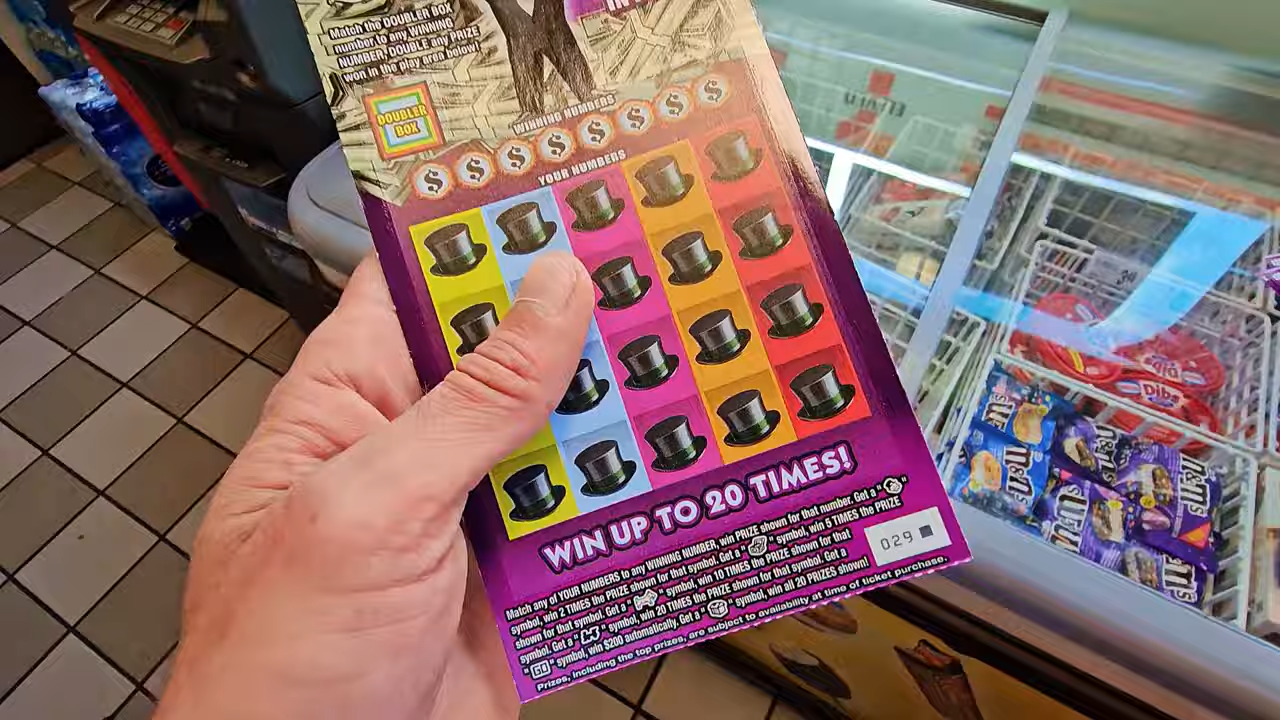 Match the DOUBLER BOX
number to any WINNING
NUMBER, DOUBLE any PRIZE
won in the play area below!
DOUBLER
BOX
WINNING NUMBERS
$ $ $ $ $ $ $ $
YOUR NUMBERS
WIN UP TO 20 TIMES!
Match any of YOUR NUMBERS to any WINNING NUMBER, win PRIZE shown for that number. Get a " "
symbol, win 2 TIMES the PRIZE shown for that symbol. Get a " " symbol, win 5 TIMES the PRIZE
shown for that symbol. Get a " " symbol, win 10 TIMES the PRIZE shown for that
symbol. Get a " " symbol, win 20 TIMES the PRIZE shown for that symbol. Get a
"GO" symbol, win $200 automatically. Get a " " symbol, win all 20 PRIZES shown!
Prizes, including the top prizes, are subject to availability at time of ticket purchase.
029
Dibs
m&m's
m&m's
m&m's